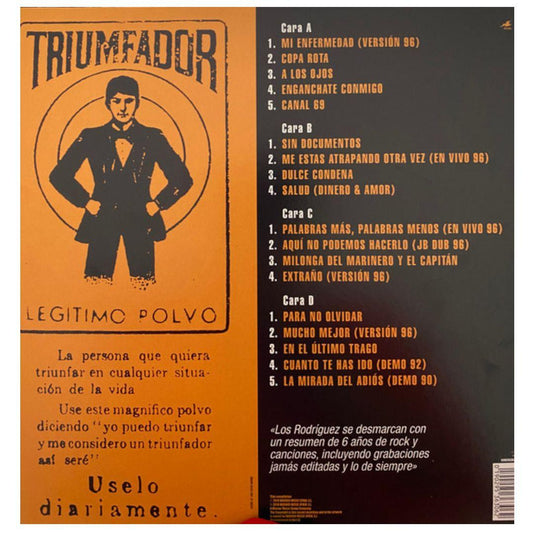 TRIUMFADOR
LEGITIMO POLVO
La persona que quiera
triunfar en cualquier situa-
ción de la vida
Use este magnifico polvo
diciendo "yo puedo triunfar
y me considero un triunfador
así seré"
Uselo
diariamente.
Cara A
1. MI ENFERMEDAD (VERSIÓN 96)
2. COPA ROTA
3. A LOS OJOS
4. ENGANCHATE CONMIGO
5. CANAL 69
Cara B
1. SIN DOCUMENTOS
2. ME ESTAS ATRAPANDO OTRA VEZ (EN VIVO 96)
3. DULCE CONDENA
4. SALUD (DINERO & AMOR)
Cara C
1. PALABRAS MÁS, PALABRAS MENOS (EN VIVO 96)
2. AQUÍ NO PODEMOS HACERLO (JB DUB 96)
3. MILONGA DEL MARINERO Y EL CAPITÁN
4. EXTRAÑO (VERSIÓN 96)
Cara D
1. PARA NO OLVIDAR
2. MUCHO MEJOR (VERSIÓN 96)
3. EN EL ÚLTIMO TRAGO
4. CUANTO TE HAS IDO (DEMO 92)
5. LA MIRADA DEL ADIÓS (DEMO 90)
«Los Rodríguez se desmarcan con
un resumen de 6 años de rock y
canciones, incluyendo grabaciones
jamás editadas y lo de siempre»